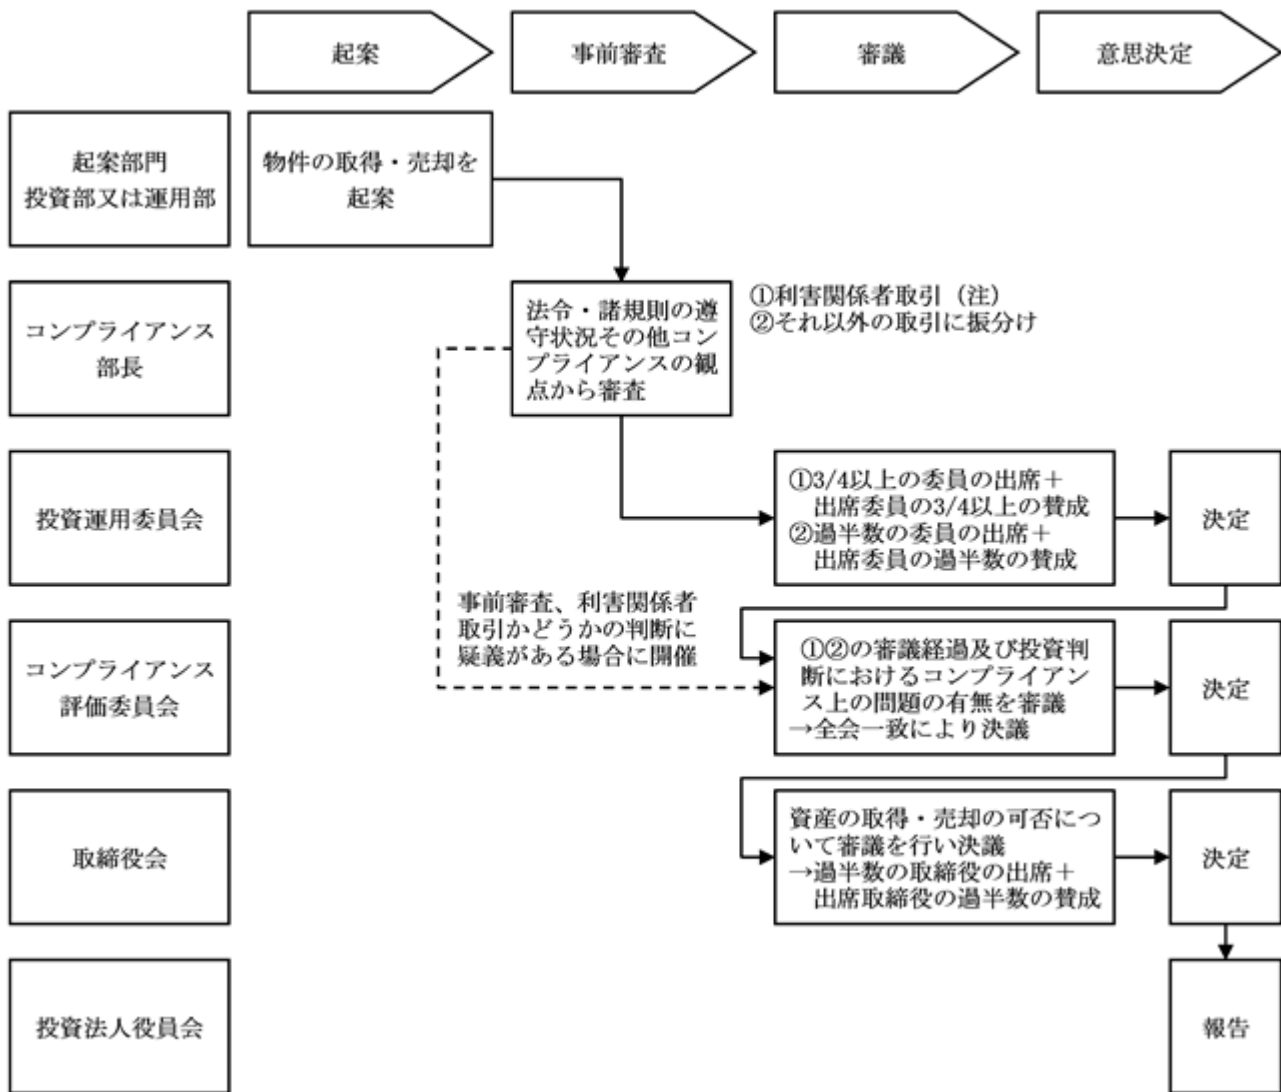 起案
事前審査
審議
意思決定
起案部門
投資部又は運用部
物件の取得・売却を
起案
コンプライアンス
部長
法令・諸規則の遵
守状況その他コン
プライアンスの観
点から審査
①利害関係者取引（注）
②それ以外の取引に振分け
投資運用委員会
①3/4以上の委員の出席＋
出席委員の3/4以上の賛成
②過半数の委員の出席＋
出席委員の過半数の賛成
決定
事前審査、利害関係者
取引かどうかの判断に
疑義がある場合に開催
コンプライアンス
評価委員会
①②の審議経過及び投資判
断におけるコンプライアン
ス上の問題の有無を審議
→全会一致により決議
決定
取締役会
資産の取得・売却の可否につ
いて審議を行い決議
→過半数の取締役の出席＋
出席取締役の過半数の賛成
決定
投資法人役員会
報告